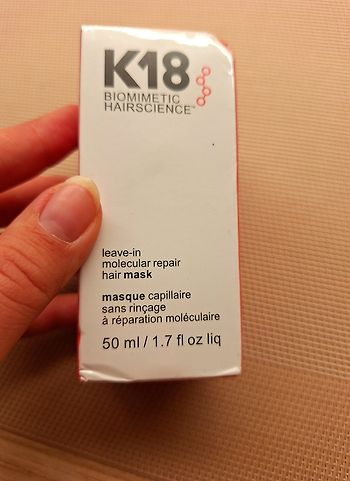 K18
BIOMIMETIC
HAIRSCIENCE™
leave-in
molecular repair
hair mask
masque capillaire
sans rinçage
à réparation moléculaire
50 ml / 1.7 fl oz liq